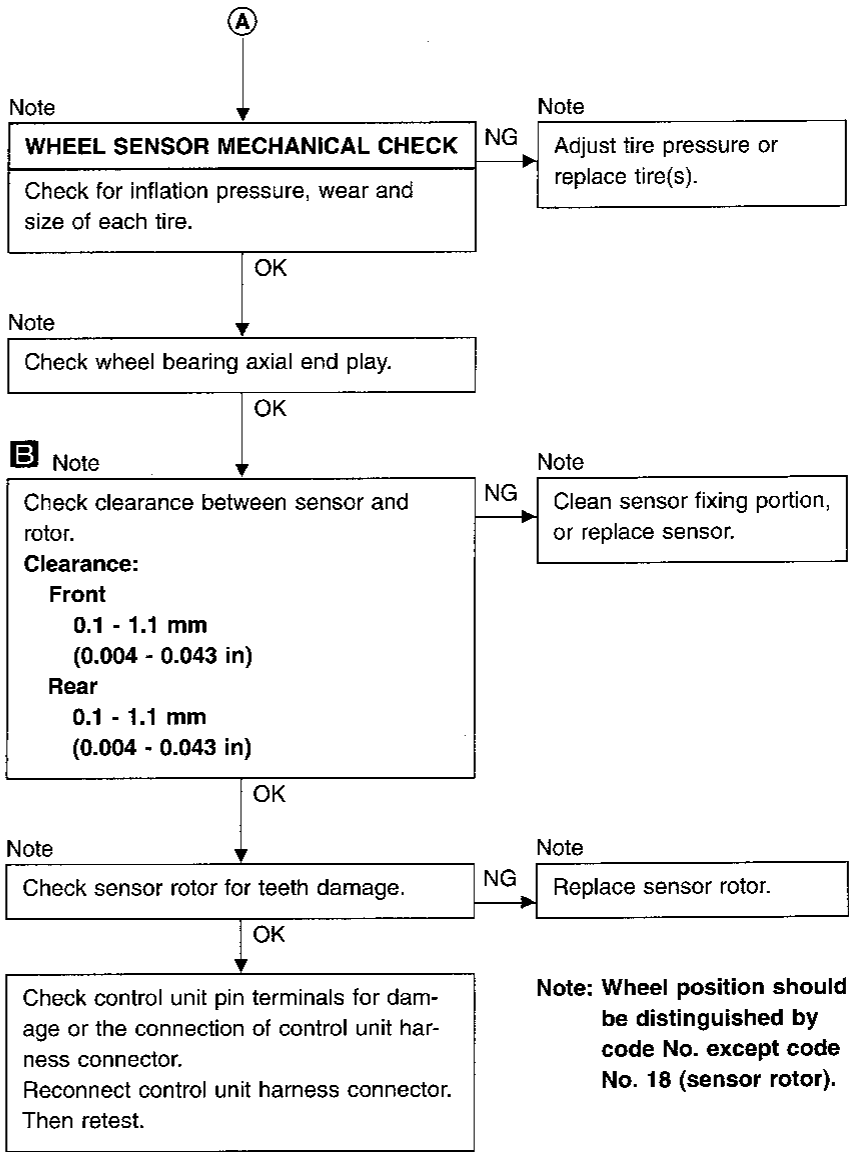 A
Note
WHEEL SENSOR MECHANICAL CHECK
Check for inflation pressure, wear and
size of each tire.
NG
Note
Adjust tire pressure or
replace tire(s).
OK
Note
Check wheel bearing axial end play.
OK
B Note
Check clearance between sensor and
rotor.
Clearance:
Front
0.1 - 1.1 mm
(0.004 - 0.043 in)
Rear
0.1 - 1.1 mm
(0.004 - 0.043 in)
NG
Note
Clean sensor fixing portion,
or replace sensor.
OK
Note
Check sensor rotor for teeth damage.
NG
Note
Replace sensor rotor.
OK
Check control unit pin terminals for dam-
age or the connection of control unit har-
ness connector.
Reconnect control unit harness connector.
Then retest.
Note: Wheel position should
be distinguished by
code No. except code
No. 18 (sensor rotor).